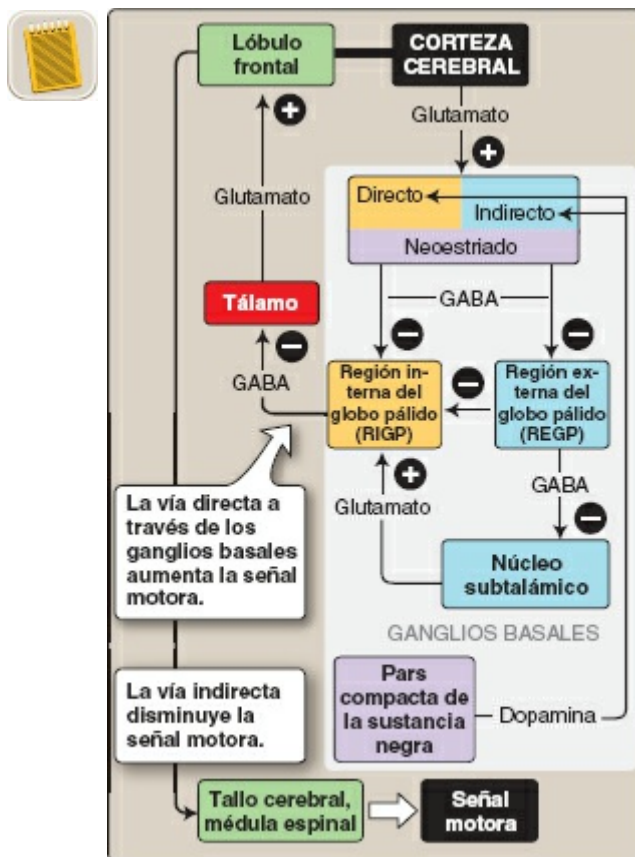 Lóbulo
frontal
CORTEZA
CEREBRAL
Glutamato
Glutamato
Directo
Indirecto
Neoestriado
GABA
Tálamo
GABA
Región in-
terna del
globo pálido
(RIGP)
Región ex-
terna del
globo pálido
(REGP)
GABA
Glutamato
La vía directa a
través de los
ganglios basales
aumenta la señal
motora.
Núcleo
subtalámico
GANGLIOS BASALES
La vía indirecta
disminuye la
señal motora.
Pars
compacta de
la sustancia
negra
Dopamina
Tallo cerebral,
médula espinal
Señal
motora